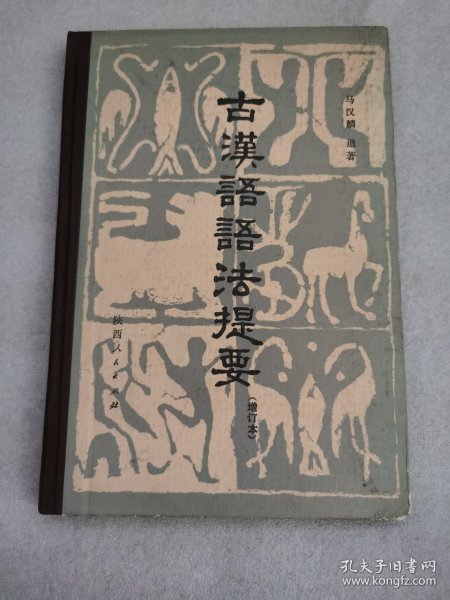 马汉麟 遗著
古漢語語法提要
(增订本)
陕西人民出版社
孔夫子旧书网
www.kongfz.com